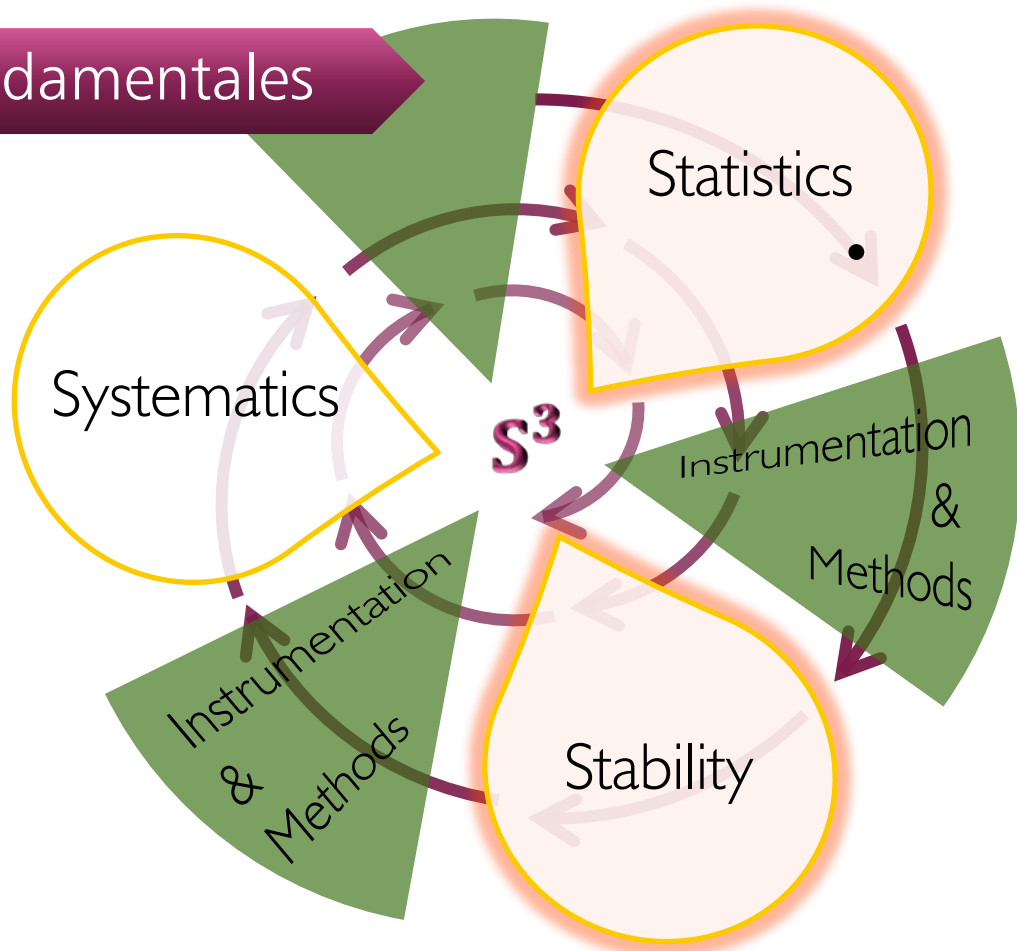 damentales
Statistics
•
Systematics
S³
Instrumentation
&
Methods
Instrumentation
&
Methods
Stability